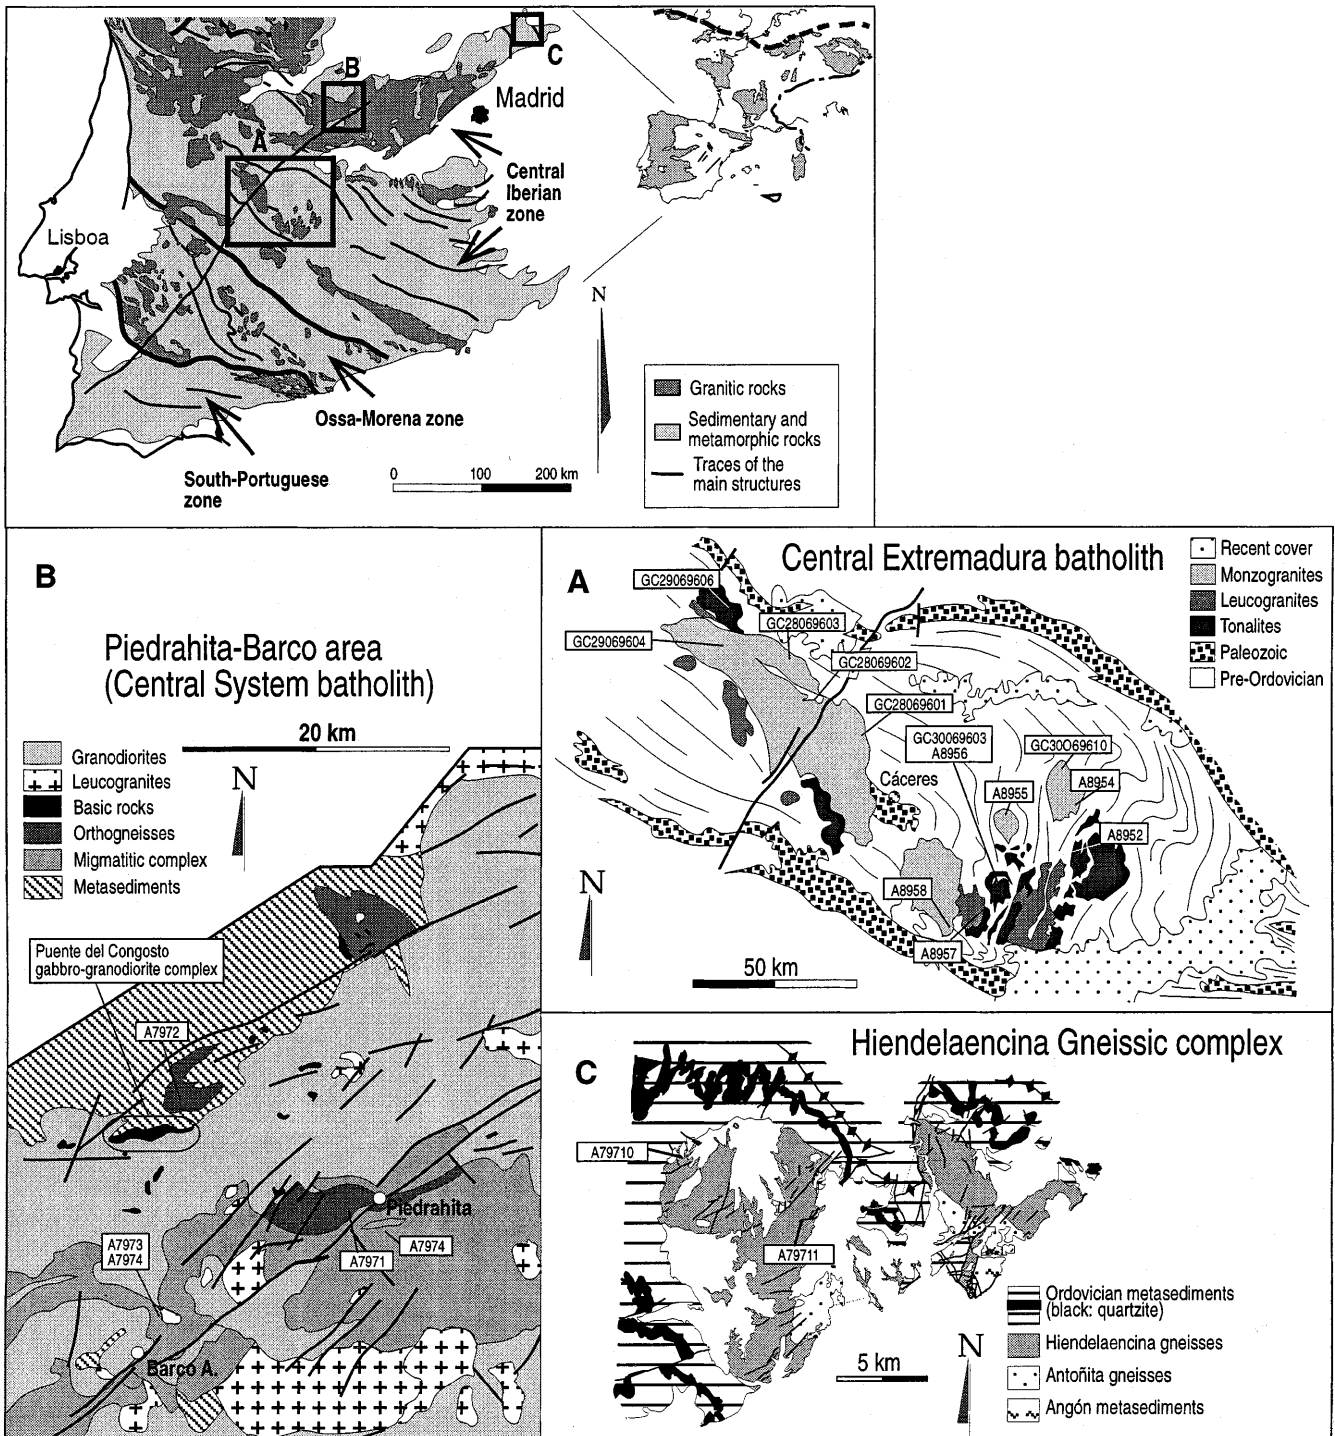 C
B
Madrid
A
Central
Iberian
zone
Lisboa
N
Granitic rocks
Sedimentary and
metamorphic rocks
Traces of the
main structures
Ossa-Morena zone
0 100 200 km
South-Portuguese
zone
B
Piedrahita-Barco area
(Central System batholith)
20 km
Granodiorites
Leucogranites
Basic rocks
Orthogneisses
Migmatitic complex
Metasediments
N
Puente del Congosto
gabbro-granodiorite complex
A7972
Piedrahita
A7973
A7974
A7974
A7971
Barco A.
A
Central Extremadura batholith
Recent cover
Monzogranites
Leucogranites
Tonalites
Paleozoic
Pre-Ordovician
GC29069606
GC28069603
GC29069604
GC28069602
GC28069601
GC30069603
A8956
GC30O69610
Cáceres
A8954
A8955
A8952
A8958
A8957
N
50 km
C
Hiendelaencina Gneissic complex
A79710
A79711
Ordovician metasediments
(black: quartzite)
Hiendelaencina gneisses
Antoñita gneisses
Angón metasediments
5 km
N